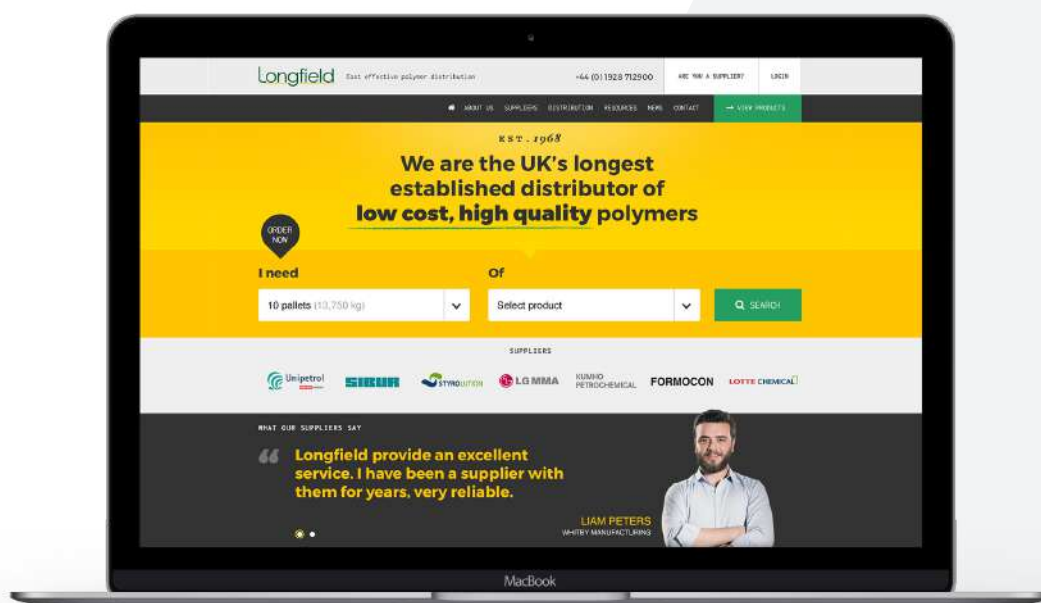 Longfield
Cost effective polymer distribution
+44 (0) 1928 712900
ARE YOU A SUPPLIER?
LOGIN
ABOUT US SUPPLIERS DISTRIBUTION RESOURCES NEWS CONTACT
→ VIEW PRODUCTS
EST. 1968
We are the UK's longest
established distributor of
low cost, high quality polymers
ORDER
NOW
I need
Of
10 pallets (13,750 kg)
Select product
SEARCH
SUPPLIERS
Unipetrol
SIBUR
STYROLUTION
LG MMA
KUMHO
PETROCHEMICAL
FORMOCON
LOTTE CHEMICAL
WHAT OUR SUPPLIERS SAY
“ Longfield provide an excellent
service. I have been a supplier with
them for years, very reliable.
LIAM PETERS
WHITBY MANUFACTURING
MacBook